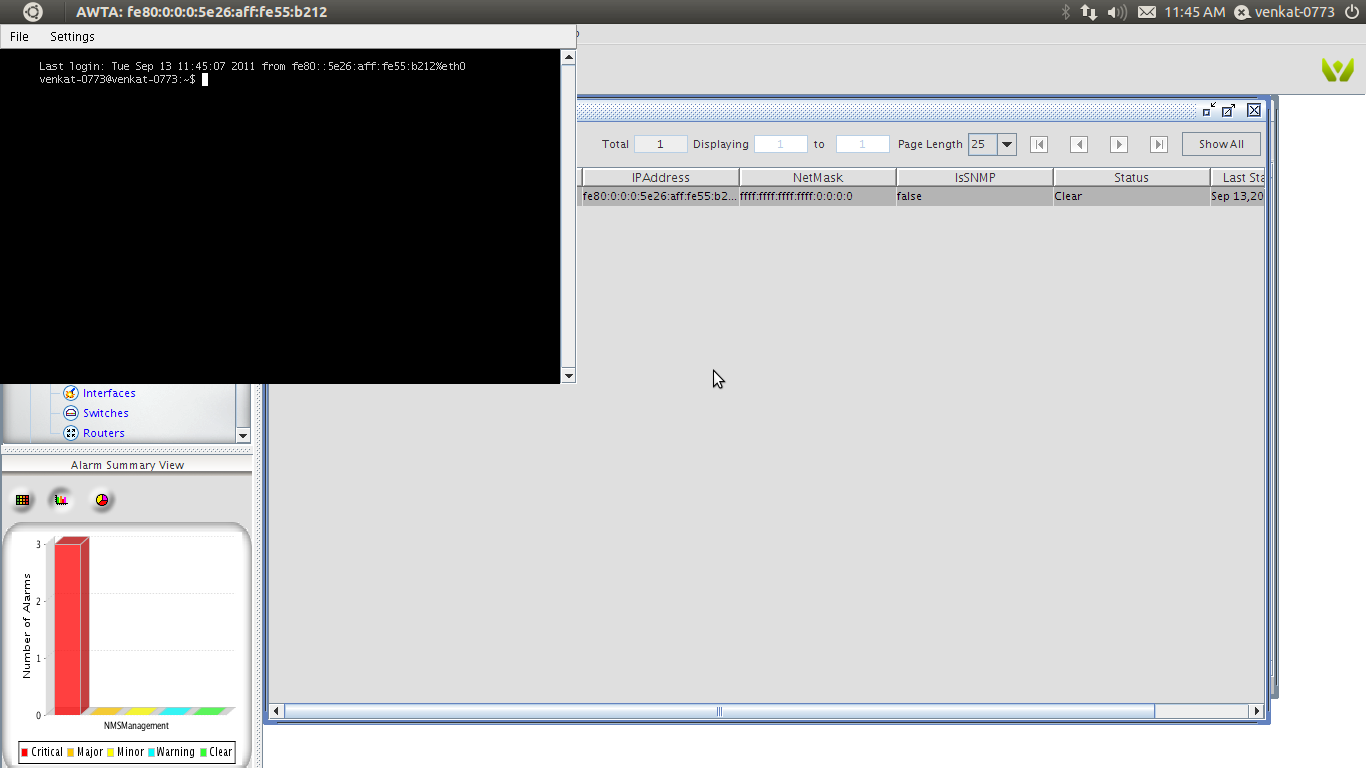 AWTA: fe80:0:0:0:5e26:aff:fe55:b212
11:45 AM venkat-0773
File Settings
Last login: Tue Sep 13 11:45:07 2011 from fe80::5e26:aff:fe55:b212%eth0
venkat-0773@venkat-0773:~$
Total 1 Displaying 1 to 1 Page Length 25 Show All
IPAddress NetMask IsSNMP Status Last Sta
fe80:0:0:0:5e26:aff:fe55:b2... ffff:ffff:ffff:ffff:0:0:0:0 false Clear Sep 13,20
Interfaces
Switches
Routers
Alarm Summary View
Number of Alarms
3
2
1
0
NMSManagement
Critical Major Minor Warning Clear